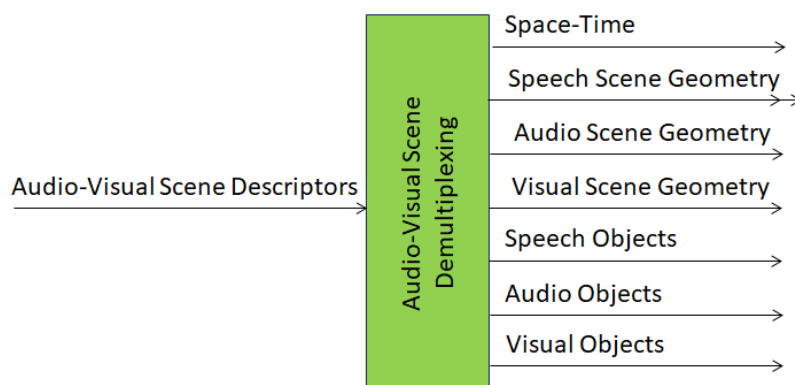 Space-Time
Speech Scene Geometry
Audio Scene Geometry
Audio-Visual Scene Descriptors
Visual Scene Geometry
Audio-Visual Scene
Demultiplexing
Speech Objects
Audio Objects
Visual Objects